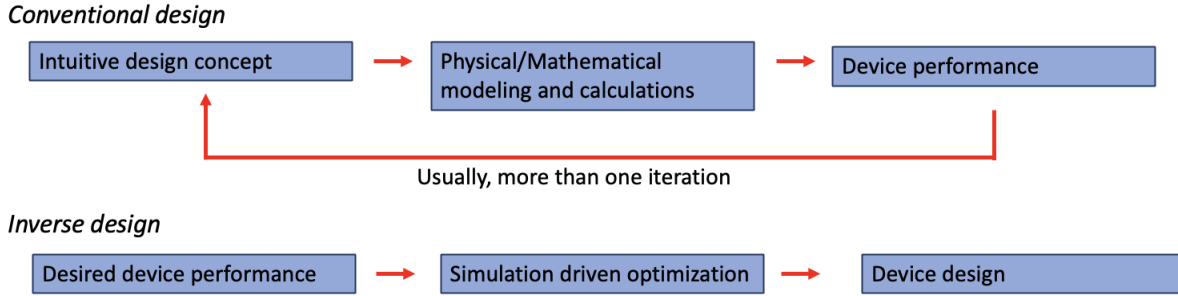 Conventional design
Intuitive design concept
Physical/Mathematical
modeling and calculations
Device performance
Usually, more than one iteration
Inverse design
Desired device performance
Simulation driven optimization
Device design